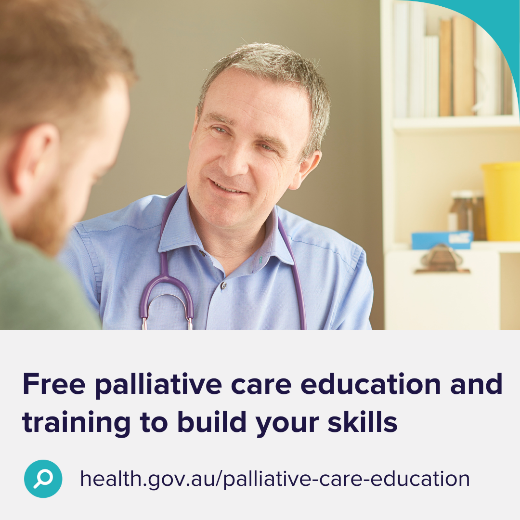 Free palliative care education and
training to build your skills
health.gov.au/palliative-care-education